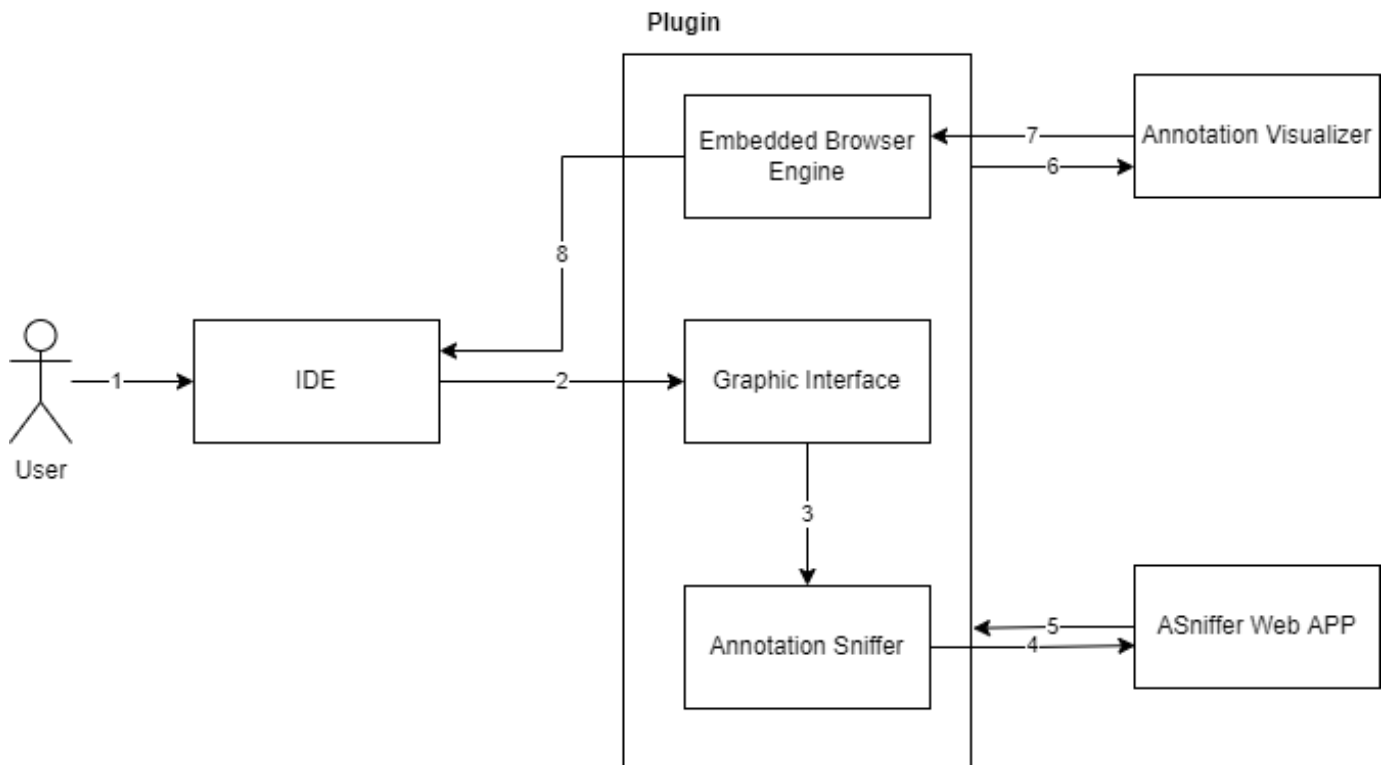 Plugin
Embedded Browser
Engine
7
6
Annotation Visualizer
8
1
IDE
2
Graphic Interface
User
3
Annotation Sniffer
5
4
ASniffer Web APP